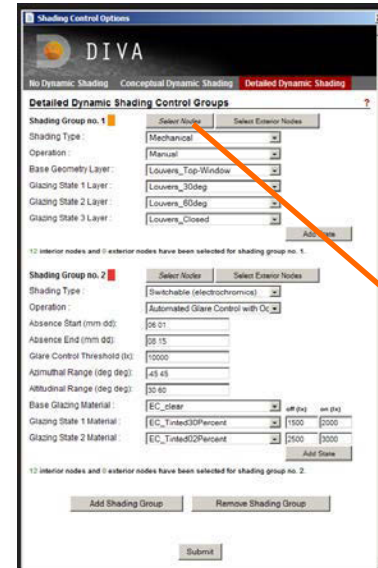 Shading Control Options
DIVA
No Dynamic Shading Conceptual Dynamic Shading Detailed Dynamic Shading
Detailed Dynamic Shading Control Groups ?
Shading Group no. 1 Select Nodes Select Exterior Nodes
Shading Type : Mechanical
Operation : Manual
Base Geometry Layer : Louvers_Top-Window
Glazing State 1 Layer : Louvers_30deg
Glazing State 2 Layer : Louvers_60deg
Glazing State 3 Layer : Louvers_Closed
Add State
12 interior nodes and 0 exterior nodes have been selected for shading group no. 1.
Shading Group no. 2 Select Nodes Select Exterior Nodes
Shading Type : Switchable (electrochromics)
Operation : Automated Glare Control with Oc
Absence Start (mm dd): 06 01
Absence End (mm dd): 08 15
Glare Control Threshold (lx): 10000
Azimuthal Range (deg deg): -45 45
Altitudinal Range (deg deg): 30 60
Base Glazing Material : EC_clear off (lx) on (lx)
Glazing State 1 Material : EC_Tinted30Percent 1500 2000
Glazing State 2 Material : EC_Tinted02Percent 2500 3000
Add State
12 interior nodes and 0 exterior nodes have been selected for shading group no. 2.
Add Shading Group Remove Shading Group
Submit